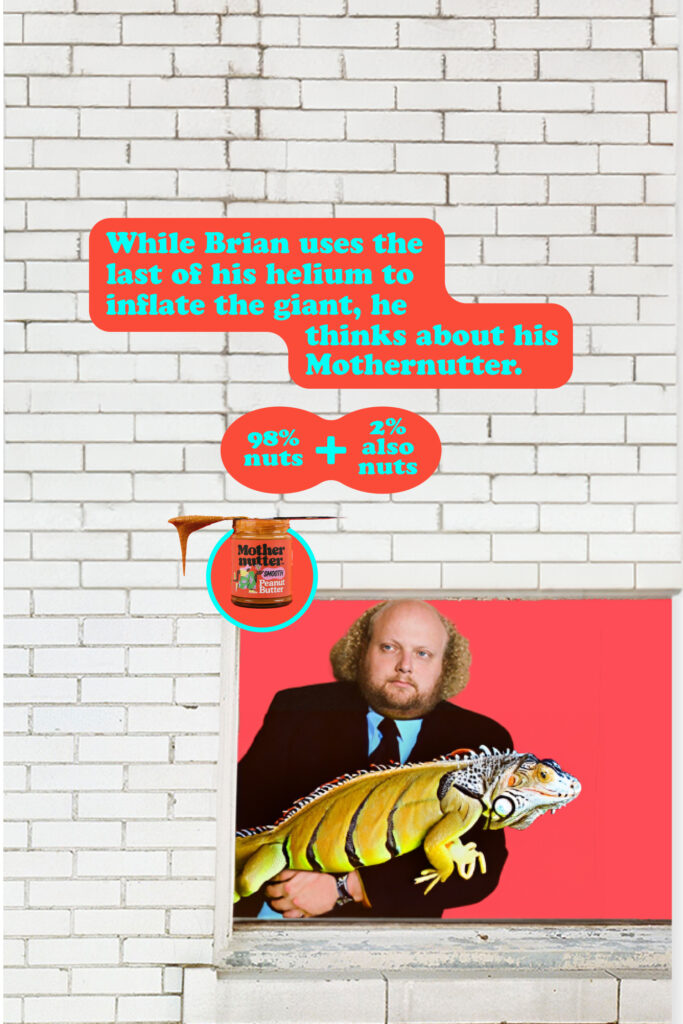 While Brian uses the
last of his helium to
inflate the giant, he
thinks about his
Mothernutter.
98%
nuts
+
2%
also
nuts
Mother
nutter
SMOOTH
Peanut
Butter